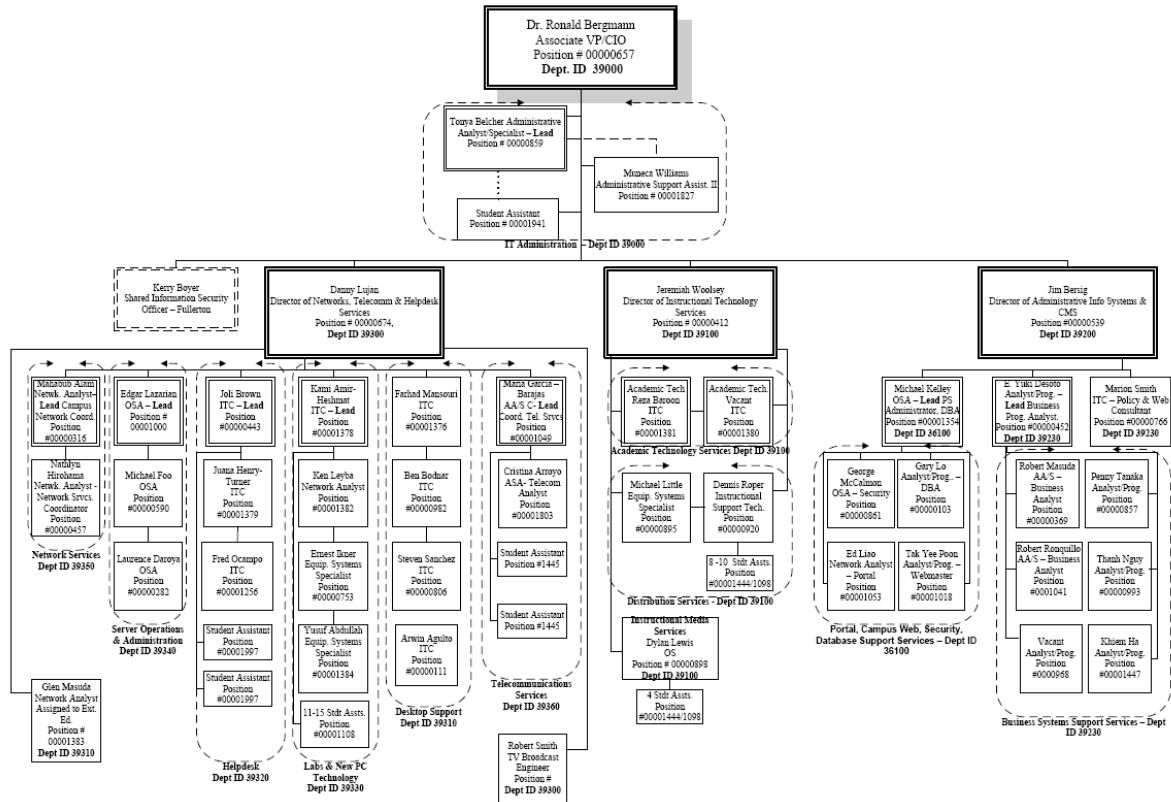 Dr. Ronald Bergmann
Associate VP/CIO
Position # 00000657
Dept. ID 39000
Tonya Belcher Administrative
Analyst/Specialist – Lead
Position # 00000859
Muneca Williams
Administrative Support Assist. II
Position # 00001827
Student Assistant
Position # 00001941
IT Administration – Dept ID 39000
Kerry Boyer
Shared Information Security
Officer – Fullerton
Danny Lujan
Director of Networks, Telecomm & Helpdesk
Services
Position # 00000674,
Dept ID 39300
Jeremiah Woolsey
Director of Instructional Technology
Services
Position # 00000412
Dept ID 39100
Jim Bersig
Director of Administrative Info Systems &
CMS
Position #00000539
Dept ID 39200
Mahabub Alam
Netwk. Analyst–
Lead Campus
Network Coord.
Position
#00000316
Nathlyn
Hirohama
Netwk. Analyst -
Network Srvcs.
Coordinator
Position
#00000457
Network Services
Dept ID 39350
Edgar Lazarian
OSA – Lead
Position #
00001000
Michael Foo
OSA
Position
#00000590
Laurence Daroya
OSA
Position
#00000282
Server Operations
& Administration
Dept ID 39340
Joli Brown
ITC – Lead
Position
#00000443
Juana Henry-
Turner
ITC
Position
#00001379
Fred Ocampo
ITC
Position
#00001256
Student Assistant
Position
#00001997
Student Assistant
Position
#00001997
Helpdesk
Dept ID 39320
Kami Amir-
Heshmat
ITC – Lead
Position
#00001378
Ken Leyba
Network Analyst
Position
#00001382
Ernest Ikner
Equip. Systems
Specialist
Position
#00000753
Yusuf Abdullah
Equip. Systems
Specialist
Position
#00001384
11-15 Stdt Assts.
Position
#00001108
Labs & New PC
Technology
Dept ID 39330
Farhad Mansouri
ITC
Position
#00001376
Ben Bodnar
ITC
Position
#00000982
Steven Sanchez
ITC
Position
#00000806
Arwin Agulto
ITC
Position
#00000111
Desktop Support
Dept ID 39310
Maria Garcia –
Barajas
AA/S C- Lead
Coord. Tel. Srvcs
Position
#00001049
Cristina Arroyo
ASA- Telecom
Analyst
Position
#00001803
Student Assistant
Position #1445
Student Assistant
Position #1445
Telecommunications
Services
Dept ID 39360
Glen Masuda
Network Analyst
Assigned to Ext.
Ed.
Position #
00001383
Dept ID 39310
Robert Smith
TV Broadcast
Engineer
Position #
Dept ID 39300
Academic Tech
Reza Baroon
ITC
Position
#00001381
Academic Tech.
Vacant
ITC
Position
#00001380
Academic Technology Services Dept ID 39100
Michael Little
Equip. Systems
Specialist
Position
#00000895
Dennis Roper
Instructional
Support Tech.
Position
#00000920
8 -10 Stdt Assts.
Position
#00001444/1098
Distribution Services - Dept ID 39100
Instructional Media
Services
Dylan Lewis
OS
Position # 00000898
Dept ID 39100
4 Stdt Assts.
Position
#00001444/1098
Michael Kelley
OSA – Lead PS
Administrator, DBA
Position
#00001354
Dept ID 36100
George
McCalmon
OSA – Security
Position
#00000861
Gary Lo
Analyst/Prog. –
DBA
Position
#0000103
Ed Liao
Network Analyst
– Portal
Position
#00001053
Tak Yee Poon
Analyst/Prog. –
Webmaster
Position
#00001018
Portal, Campus Web, Security,
Database Support Services – Dept ID
36100
E. Yuki Desoto
Analyst/Prog. –
Lead Business
Prog. Analyst.
Position
#00000452
Dept ID 39230
Marion Smith
ITC – Policy & Web
Consultant
Position
#00000766
Dept ID 39230
Robert Masuda
AA/S –
Business
Analyst
Position
#00000369
Penny Tanaka
Analyst/Prog.
Position
#00000857
Robert Ronquillo
AA/S – Business
Analyst
Position
#0001041
Thanh Nguy
Analyst/Prog.
Position
#00000993
Vacant
Analyst/Prog.
Position
#0000968
Khiem Ha
Analyst/Prog.
Position
#00001447
Business Systems Support Services – Dept
ID 39230